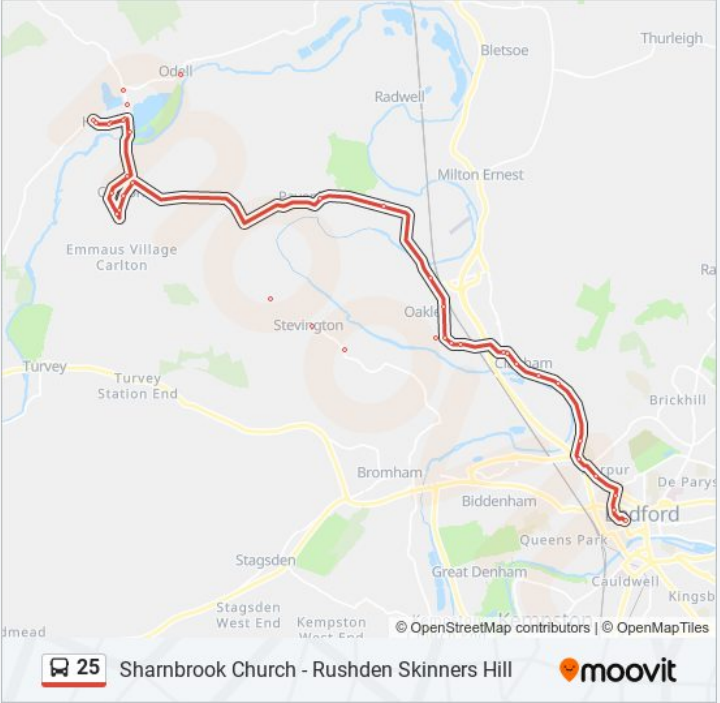 Thurleigh
Bletsoe
Odell
Radwell
Milton Ernest
Emmaus Village
Carlton
Stevington
Turvey
Turvey
Station End
Brickhill
De Parys
Bromham
Biddenham
Queens Park
Stagsden
Great Denham
Cauldwell
Stagsden
West End
Kempston
West End
Kempston
© OpenStreetMap contributors | © OpenMapTiles
25 Sharnbrook Church - Rushden Skinners Hill
moovit